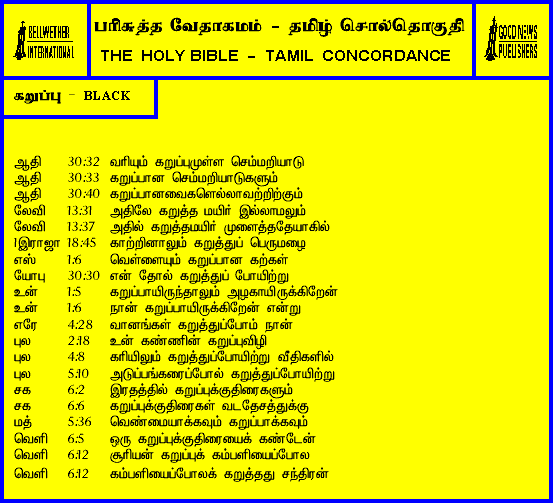 BELLWETHER
INTERNATIONAL
பரிசுத்த வேதாகமம் - தமிழ் சொல்தொகுதி
THE HOLY BIBLE - TAMIL CONCORDANCE
GOOD NEWS
PUBLISHERS
கறுப்பு - BLACK
ஆதி 30:32 வரியும் கறுப்புமுள்ள செம்மறியாடு
ஆதி 30:33 கறுப்பான செம்மறியாடுகளும்
ஆதி 30:40 கறுப்பானவைகளெல்லாவற்றிற்கும்
லேவி 13:31 அதிலே கறுத்த மயிர் இல்லாமலும்
லேவி 13:37 அதில் கறுத்தமயிர் முளைத்ததேயாகில்
1இராஜா 18:45 காற்றினாலும் கறுத்துப் பெருமழை
எஸ் 1:6 வெள்ளையும் கறுப்பான கற்கள்
யோபு 30:30 என் தோல் கறுத்துப் போயிற்று
உன் 1:5 கறுப்பாயிருந்தாலும் அழகாயிருக்கிறேன்
உன் 1:6 நான் கறுப்பாயிருக்கிறேன் என்று
எரே 4:28 வானங்கள் கறுத்துப்போம் நான்
புல 2:18 உன் கண்ணின் கறுப்புவிழி
புல 4:8 கரியிலும் கறுத்துப்போயிற்று வீதிகளில்
புல 5:10 அடுப்பங்கரைப்போல் கறுத்துப்போயிற்று
சக 6:2 இரதத்தில் கறுப்புக்குதிரைகளும்
சக 6:6 கறுப்புக்குதிரைகள் வடதேசத்துக்கு
மத் 5:36 வெண்மையாக்கவும் கறுப்பாக்கவும்
வெளி 6:5 ஒரு கறுப்புக்குதிரையைக் கண்டேன்
வெளி 6:12 சூரியன் கறுப்புக் கம்பளியைப்போல
வெளி 6:12 கம்பளியைப்போலக் கறுத்தது சந்திரன்